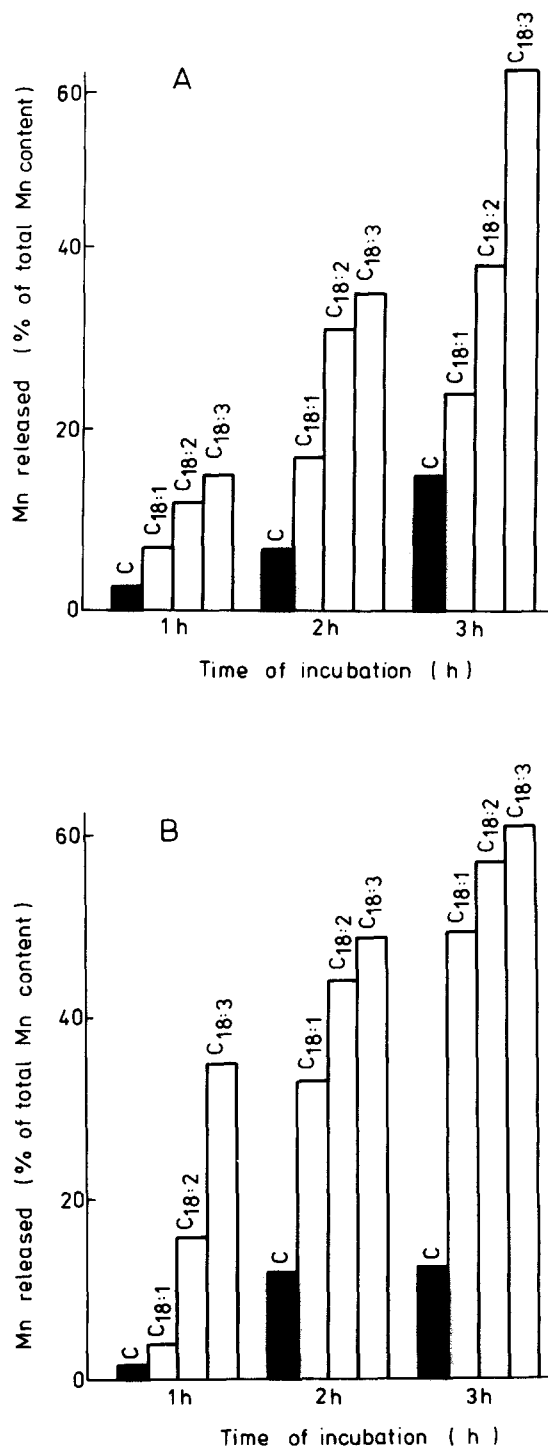 A
Mn released (% of total Mn content)
60
40
20
0
C
C18:1
C18:2
C18:3
C
C18:1
C18:2
C18:3
C
C18:1
C18:2
C18:3
1h
2h
3h
Time of incubation (h)
B
Mn released (% of total Mn content)
60
40
20
0
C
C18:1
C18:2
C18:3
C
C18:1
C18:2
C18:3
C
C18:1
C18:2
C18:3
1h
2h
3h
Time of incubation (h)